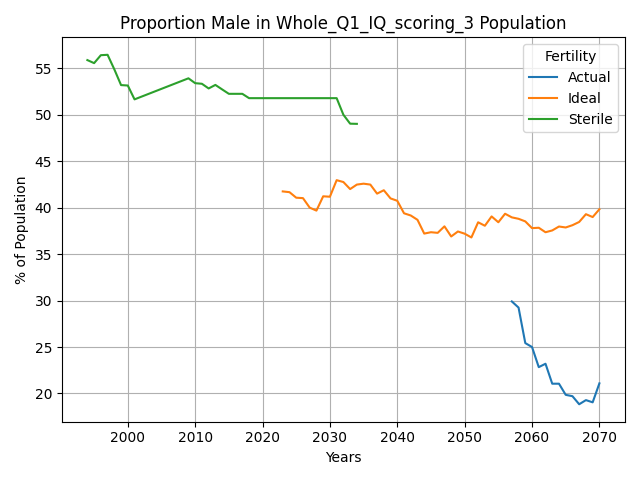 Proportion Male in Whole_Q1_IQ_scoring_3 Population
% of Population
55
50
45
40
35
30
25
20
Fertility
Actual
Ideal
Sterile
2000 2010 2020 2030 2040 2050 2060 2070
Years